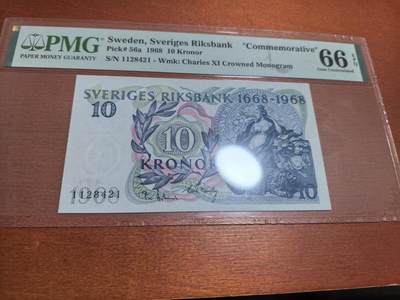 PMG
PAPER MONEY GUARANTY
Sweden, Sveriges Riksbank "Commemorative"
Pick# 56a 1968 10 Kronor
S/N 1128421 - Wmk: Charles XI Crowned Monogram
66 EPQ
Gem Uncirculated
SVERIGES RIKSBANK 1668-1968
10
10
KRONOR
1128421
10